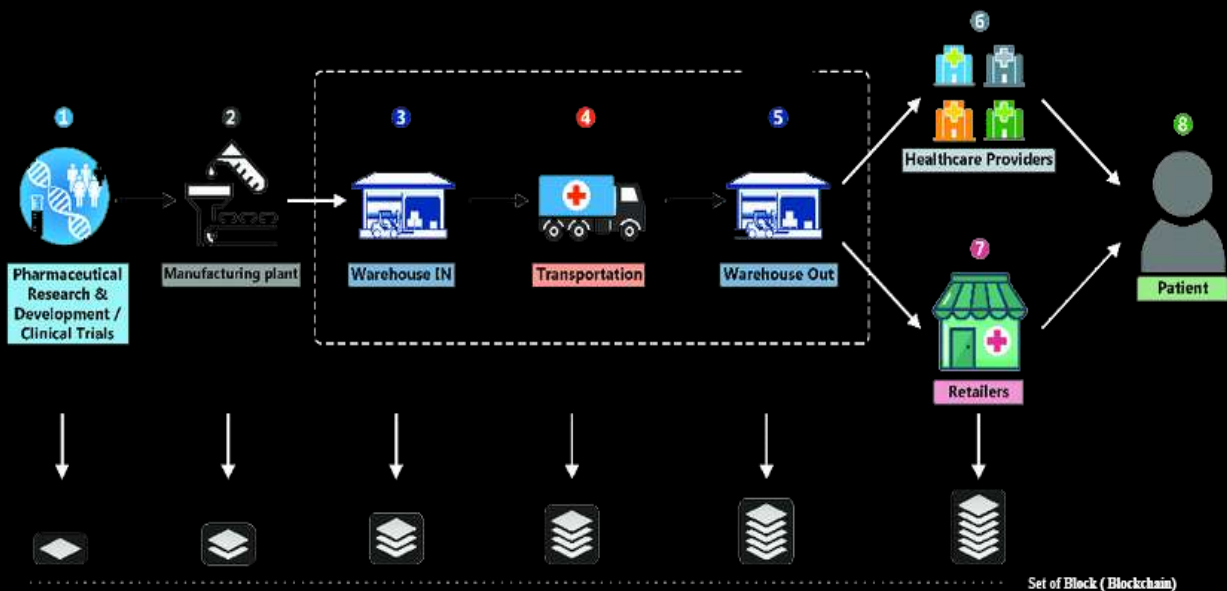 1
2
3
4
5
6
7
8
Pharmaceutical
Research &
Development /
Clinical Trials
Manufacturing plant
Warehouse IN
Transportation
Warehouse Out
Healthcare Providers
Retailers
Patient
Set of Block ( Blockchain)